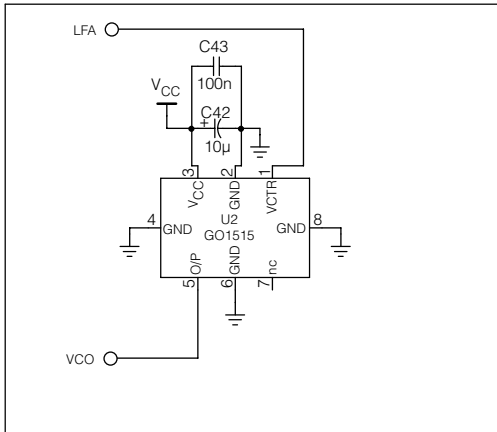 LFA
C43
100n
VCC
C42
+
10µ
3 2 1
VCC GND VCTR
4 GND U2 GND 8
GO1515
O/P GND nc
5 6 7
VCO